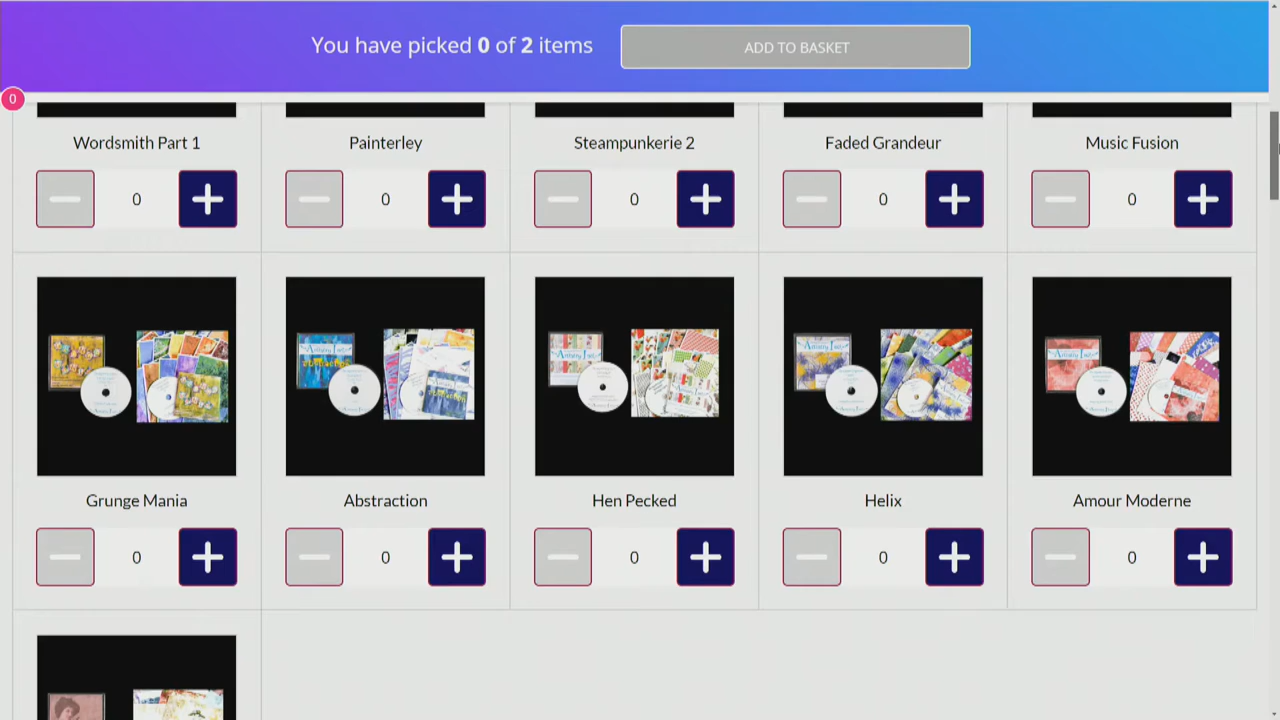 You have picked 0 of 2 items
ADD TO BASKET
0
Wordsmith Part 1
Painterley
Steampunkerie 2
Faded Grandeur
Music Fusion
0
0
0
0
0
Grunge Mania
Abstraction
Hen Pecked
Helix
Amour Moderne
0
0
0
0
0